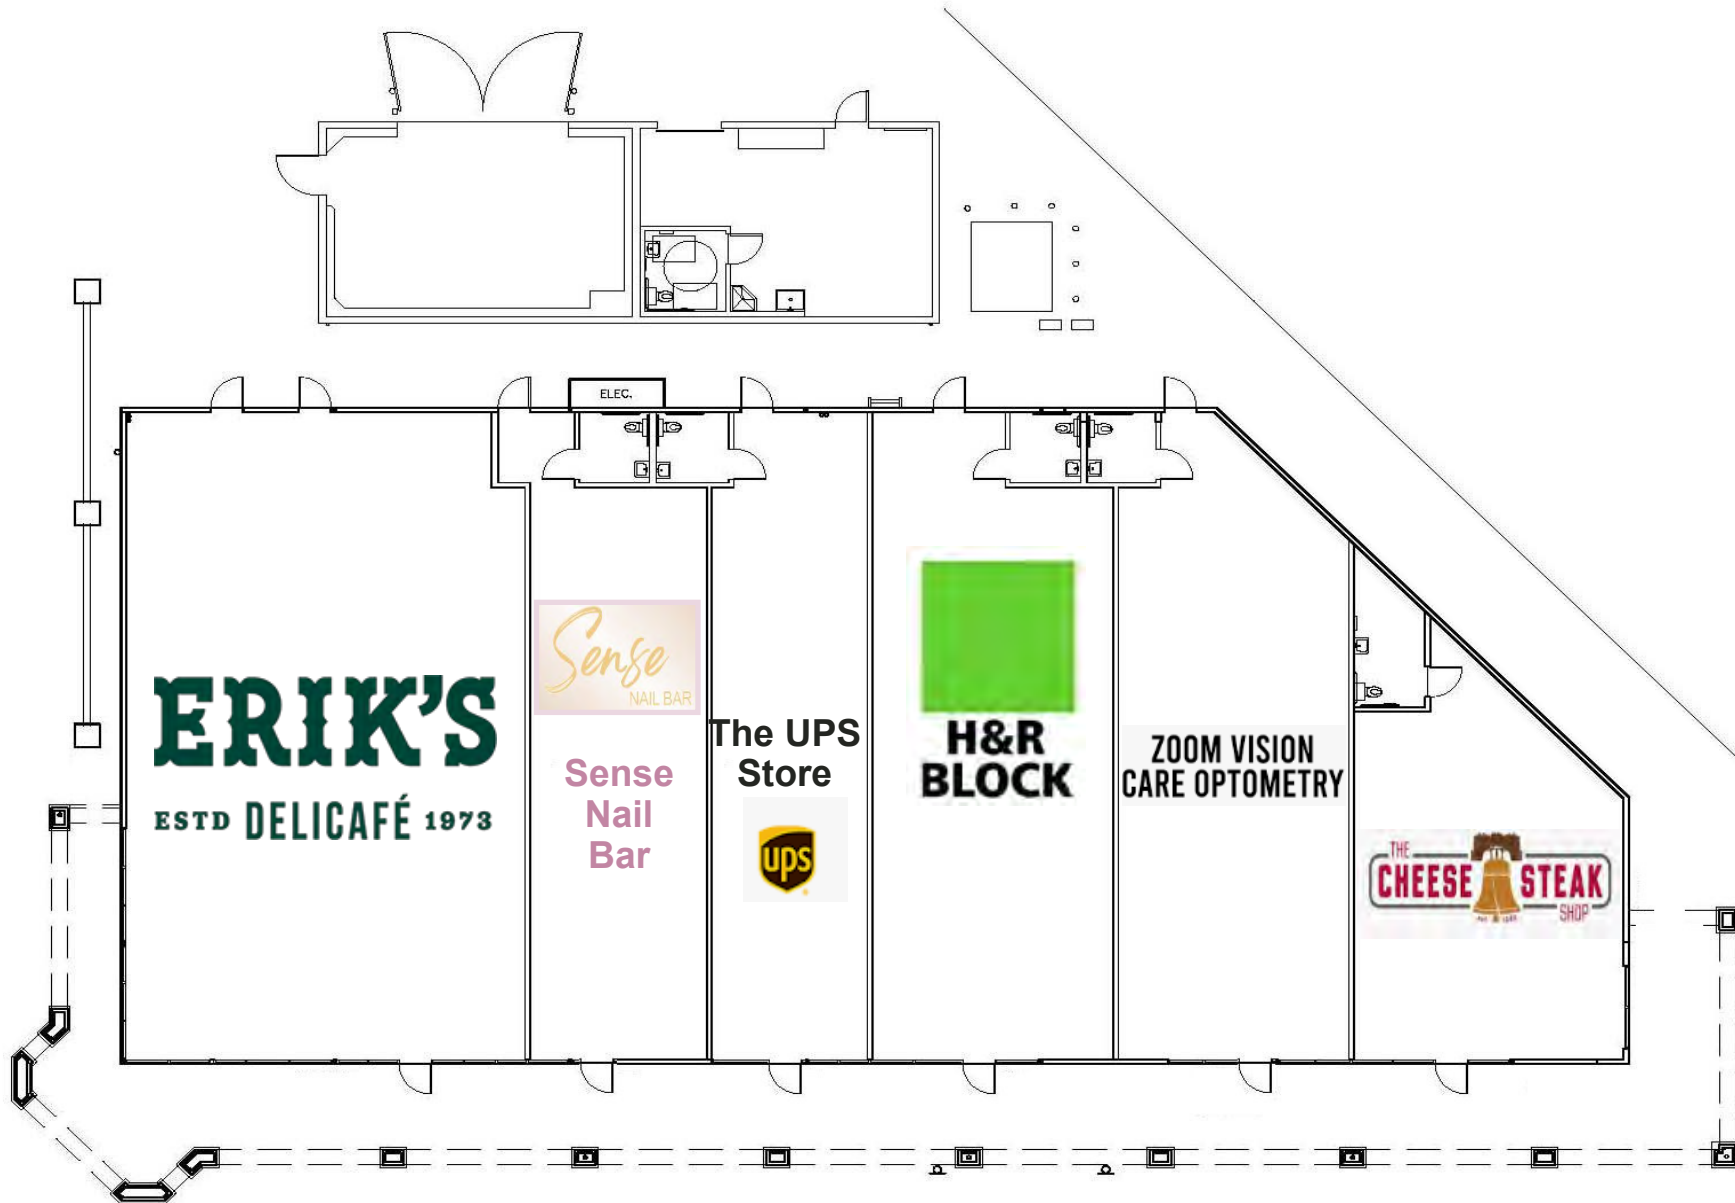 ELEC.
ERIK'S
ESTD DELICAFÉ 1973
Sense
NAIL BAR
Sense
Nail
Bar
The UPS
Store
ups
H&R
BLOCK
ZOOM VISION
CARE OPTOMETRY
THE
CHEESE STEAK
SHOP